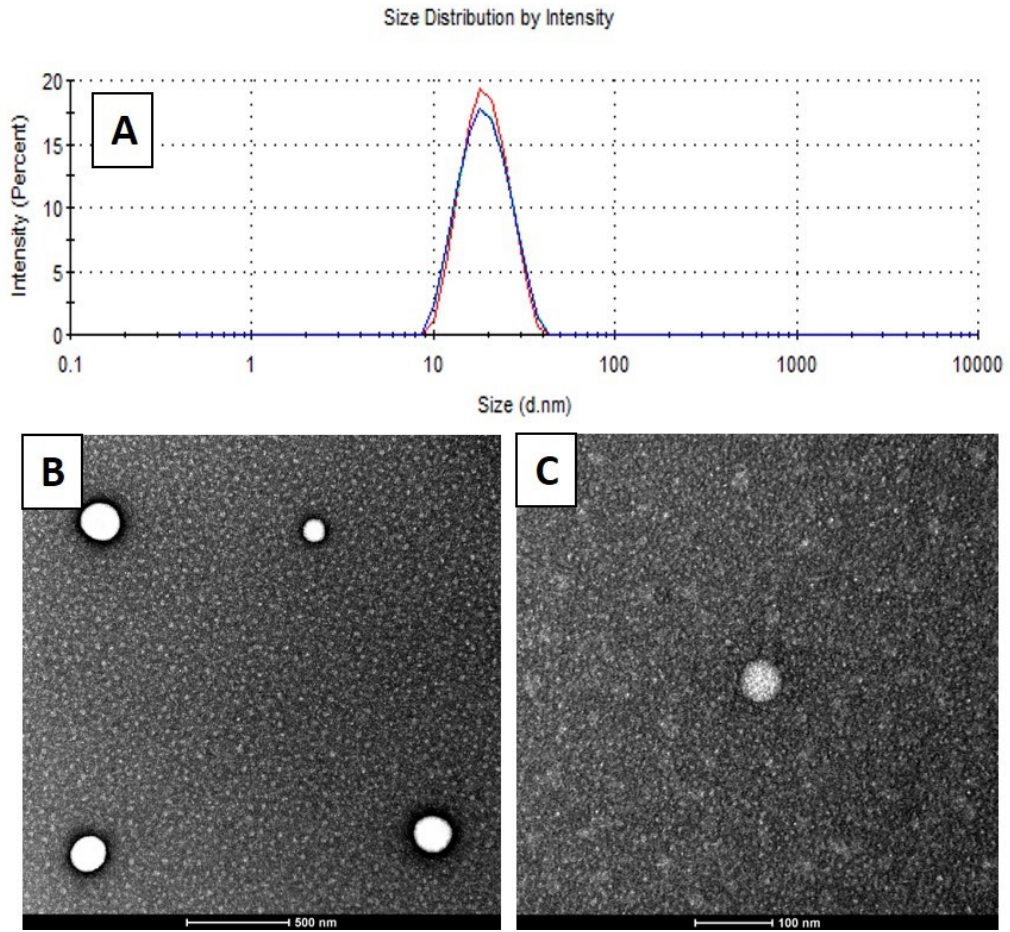 Size Distribution by Intensity
A
Intensity (Percent)
20
15
10
5
0
0.1 1 10 100 1000 10000
Size (d.nm)
B
C
500 nm
100 nm